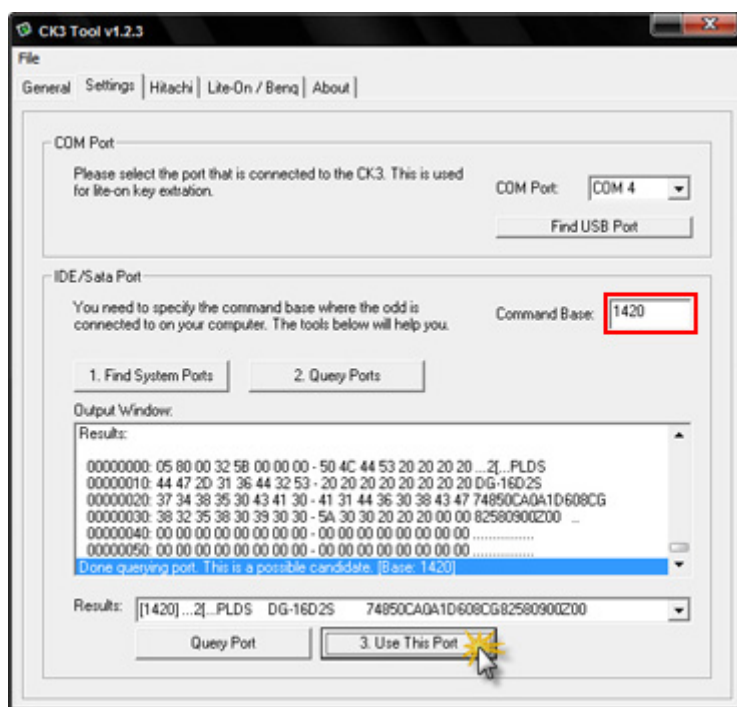 CK3 Tool v1.2.3
File
General Settings Hitachi Lite-On / Benq About
COM Port
Please select the port that is connected to the CK3. This is used
for lite-on key extration.
COM Port: COM 4
Find USB Port
IDE/Sata Port
You need to specify the command base where the odd is
connected to on your computer. The tools below will help you.
Command Base: 1420
1. Find System Ports 2. Query Ports
Output Window:
Results:
00000000: 05 80 00 32 5B 00 00 00 - 50 4C 44 53 20 20 20 20 ...2[...PLDS
00000010: 44 47 2D 31 36 44 32 53 - 20 20 20 20 20 20 20 20 DG-16D2S
00000020: 37 34 38 35 30 43 41 30 - 41 31 44 36 30 38 43 47 74850CA0A1D608CG
00000030: 38 32 35 38 30 39 30 30 - 5A 30 30 20 20 20 00 00 82580900Z00 ..
00000040: 00 00 00 00 00 00 00 00 - 00 00 00 00 00 00 00 00 ................
00000050: 00 00 00 00 00 00 00 00 - 00 00 00 00 00 00 00 00 ................
Done querying port. This is a possible candidate. [Base: 1420]
Results: [1420] ...2[...PLDS DG-16D2S 74850CA0A1D608CG82580900Z00
Query Port 3. Use This Port